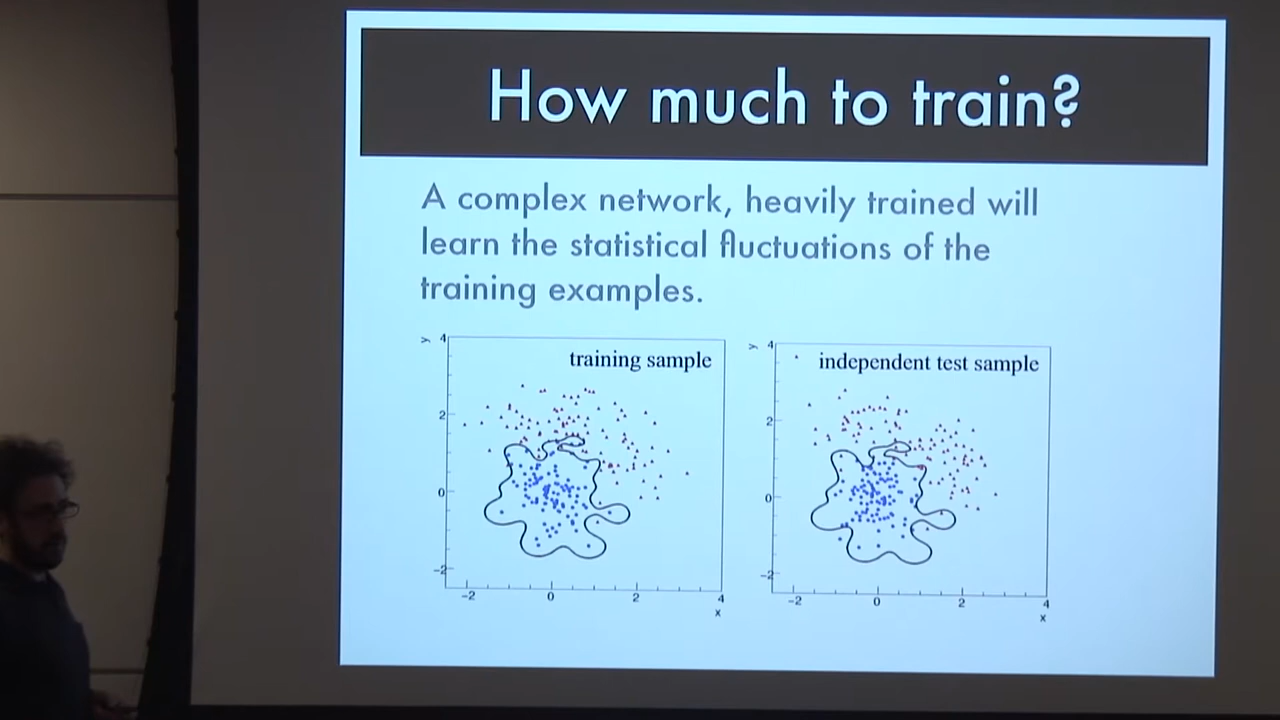 How much to train?
A complex network, heavily trained will
learn the statistical fluctuations of the
training examples.
training sample
y
4
2
0
-2
-2 0 2 4
x
independent test sample
y
4
2
0
-2
-2 0 2 4
x